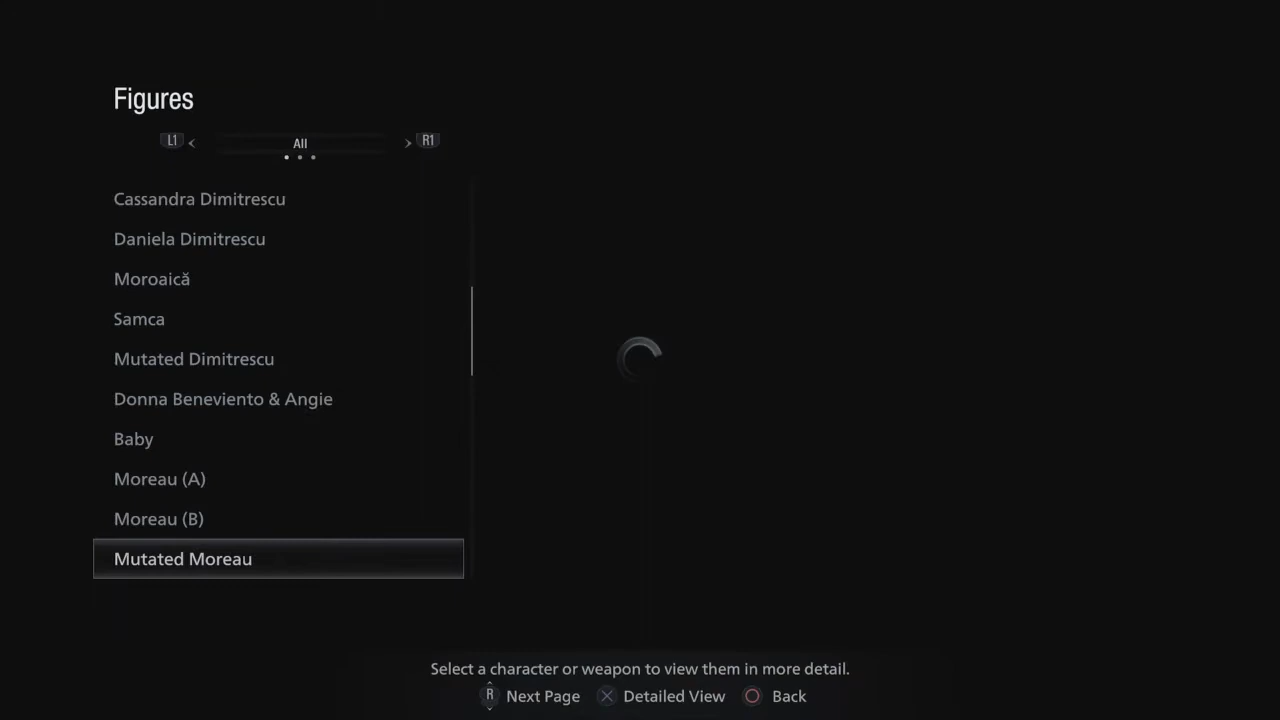 Figures
L1 < All > R1
Cassandra Dimitrescu
Daniela Dimitrescu
Moroaică
Samca
Mutated Dimitrescu
Donna Beneviento & Angie
Baby
Moreau (A)
Moreau (B)
Mutated Moreau
Select a character or weapon to view them in more detail.
R Next Page Detailed View Back